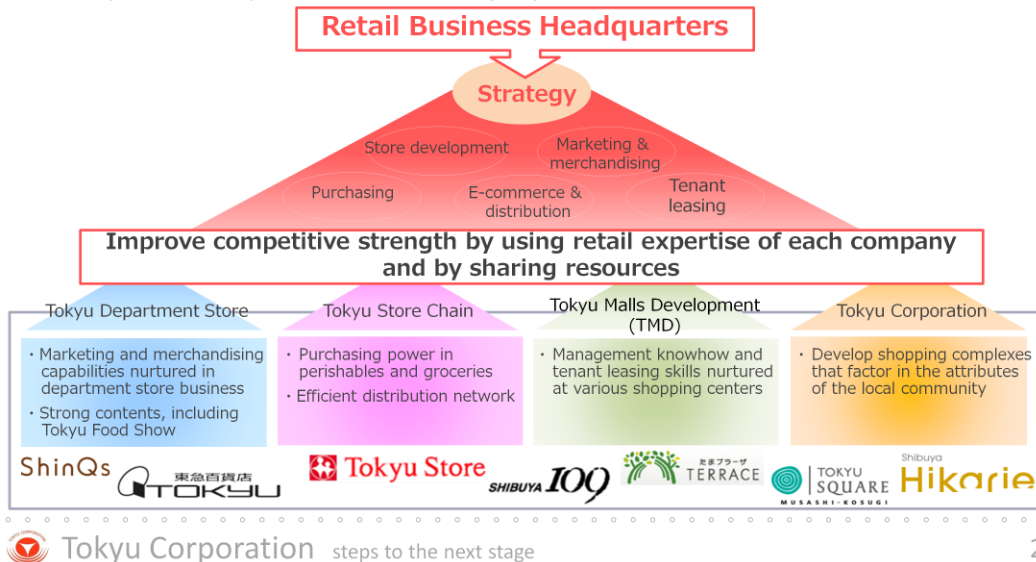 Retail Business Headquarters
Strategy
Store development
Marketing &
merchandising
Purchasing
E-commerce &
distribution
Tenant
leasing
Improve competitive strength by using retail expertise of each company
and by sharing resources
Tokyu Department Store
・Marketing and merchandising
capabilities nurtured in
department store business
・Strong contents, including
Tokyu Food Show
ShinQs
東急百貨店
TOKYU
Tokyu Store Chain
・Purchasing power in
perishables and groceries
・Efficient distribution network
Tokyu Store
Tokyu Malls Development
(TMD)
・Management knowhow and
tenant leasing skills nurtured
at various shopping centers
SHIBUYA 109
たまプラーザ
TERRACE
Tokyu Corporation
・Develop shopping complexes
that factor in the attributes
of the local community
TOKYU
SQUARE
MUSASHI-KOSUGI
Shibuya
Hikarie
Tokyu Corporation steps to the next stage